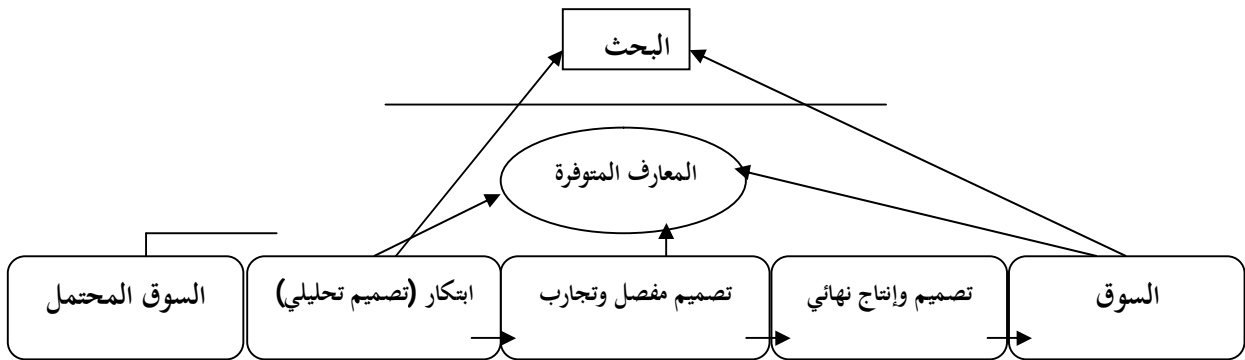 البحث
المعارف المتوفرة
السوق المحتمل
ابتكار (تصميم تحليلي)
تصميم مفصل وتجارب
تصميم وإنتاج نهائي
السوق